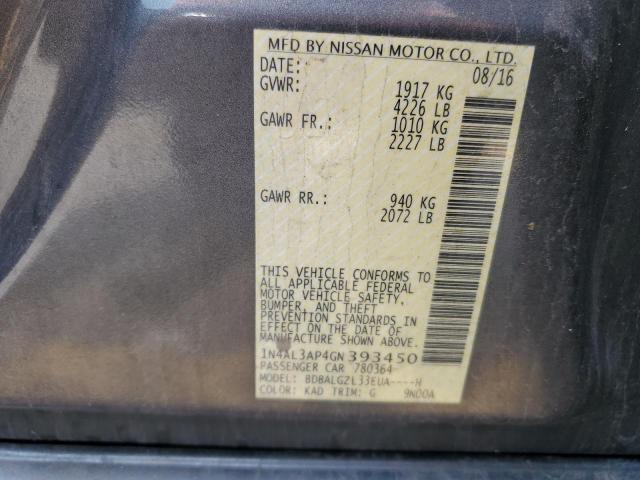 MFD BY NISSAN MOTOR CO., LTD.
DATE: 08/16
GVWR: 1917 KG
4226 LB
GAWR FR.: 1010 KG
2227 LB
GAWR RR.: 940 KG
2072 LB
THIS VEHICLE CONFORMS TO
ALL APPLICABLE FEDERAL
MOTOR VEHICLE SAFETY,
BUMPER, AND THEFT
PREVENTION STANDARDS IN
EFFECT ON THE DATE OF
MANUFACTURE SHOWN ABOVE.
1N4AL3AP4GN393450
PASSENGER CAR 780364
MODEL: BDBALGZL33EUA----H
COLOR: KAD TRIM: G 9N00A